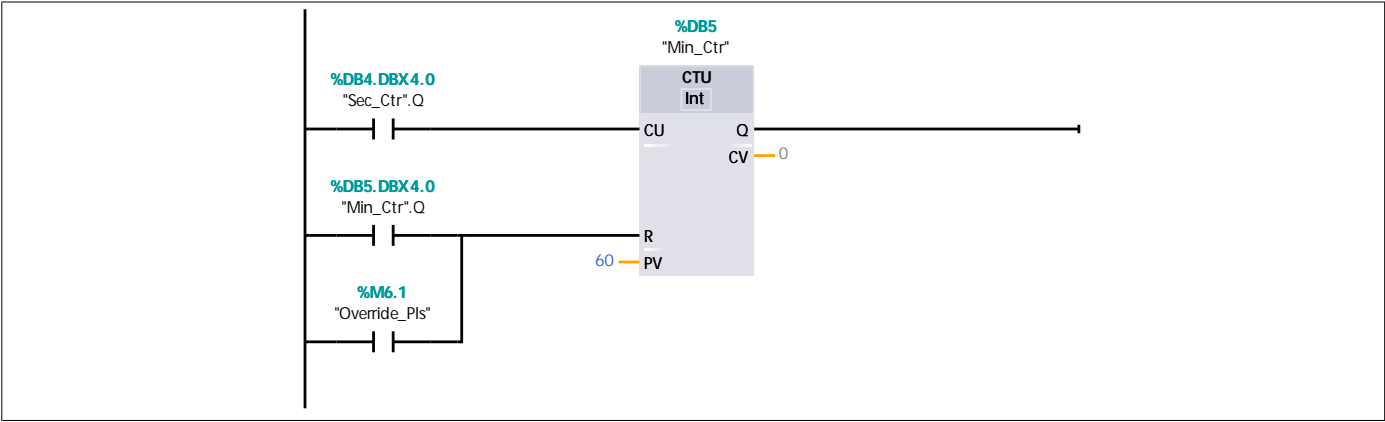 %DB5
"Min_Ctr"
%DB4.DBX4.0
"Sec_Ctr".Q
CTU
Int
CU
Q
CV
0
%DB5.DBX4.0
"Min_Ctr".Q
R
60
PV
%M6.1
"Override_Pls"